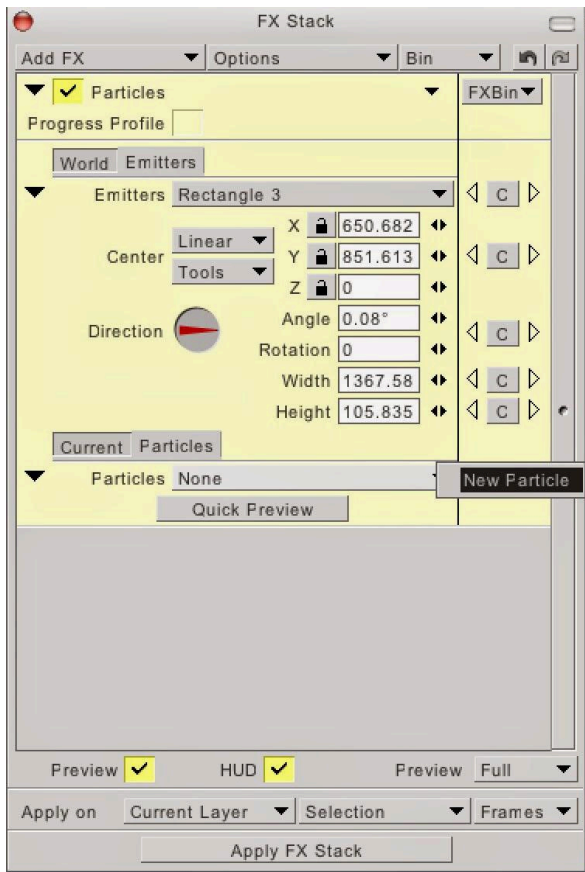 FX Stack
Add FX Options Bin
Particles FXBin
Progress Profile
World Emitters
Emitters Rectangle 3 C
X 650.682
Linear
Center Y 851.613 C
Tools
Z 0
Angle 0.08°
Direction C
Rotation 0
Width 1367.58 C
Height 105.835 C
Current Particles
Particles None New Particle
Quick Preview
Preview HUD Preview Full
Apply on Current Layer Selection Frames
Apply FX Stack